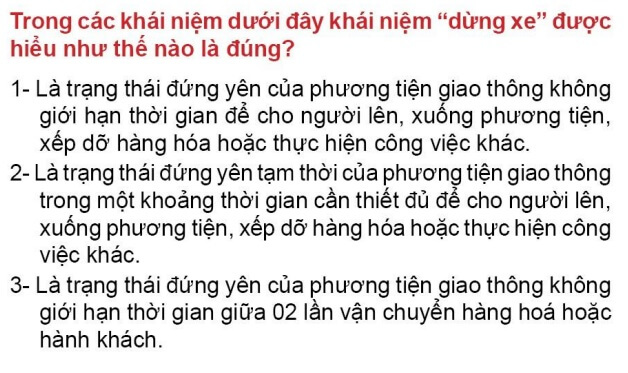 Trong các khái niệm dưới đây khái niệm “dừng xe” được
hiểu như thế nào là đúng?
1- Là trạng thái đứng yên của phương tiện giao thông không
giới hạn thời gian để cho người lên, xuống phương tiện,
xếp dỡ hàng hóa hoặc thực hiện công việc khác.
2- Là trạng thái đứng yên tạm thời của phương tiện giao thông
trong một khoảng thời gian cần thiết đủ để cho người lên,
xuống phương tiện, xếp dỡ hàng hóa hoặc thực hiện công
việc khác.
3- Là trạng thái đứng yên của phương tiện giao thông không
giới hạn thời gian giữa 02 lần vận chuyển hàng hoá hoặc
hành khách.